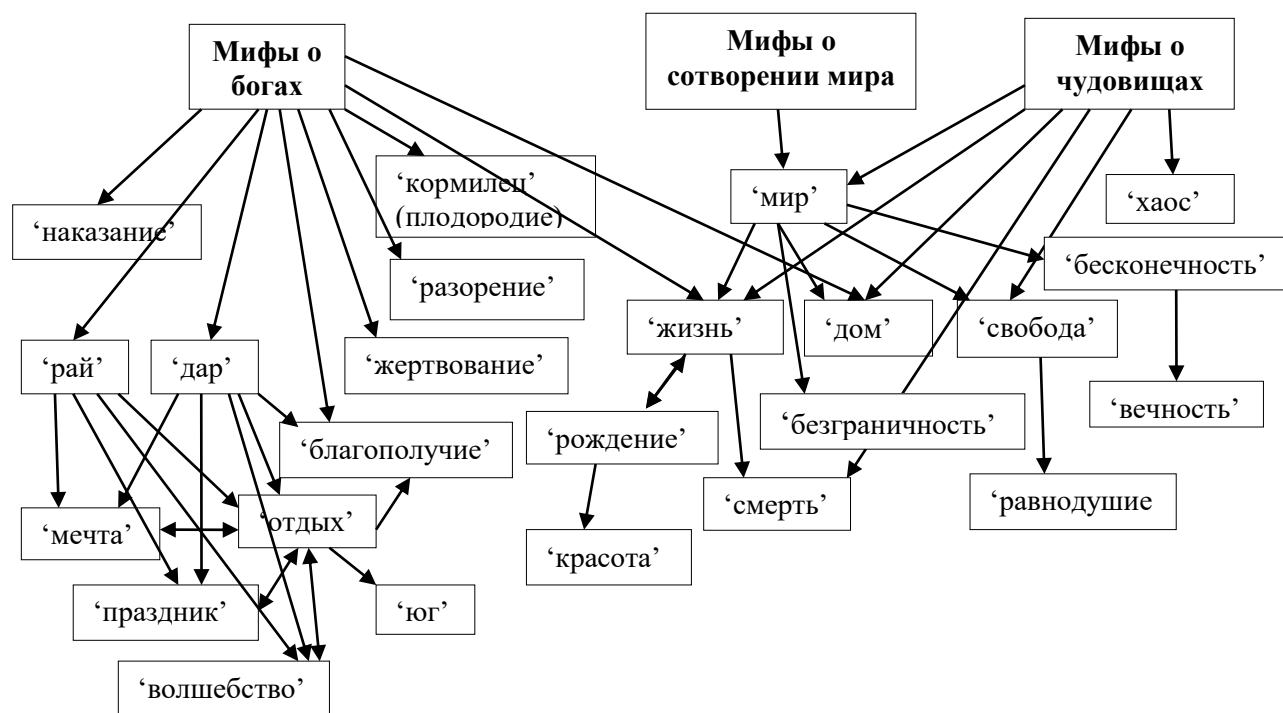 Мифы о
богах
Мифы о
сотворении мира
Мифы о
чудовищах
‘кормилец’
(плодородие)
‘мир’
‘хаос’
‘наказание’
‘бесконечность’
‘разорение’
‘жизнь’
‘дом’
‘свобода’
‘рай’
‘дар’
‘жертвование’
‘вечность’
‘благополучие’
‘рождение’
‘безграничность’
‘мечта’
‘отдых’
‘смерть’
‘равнодушие
‘красота’
‘праздник’
‘юг’
‘волшебство’